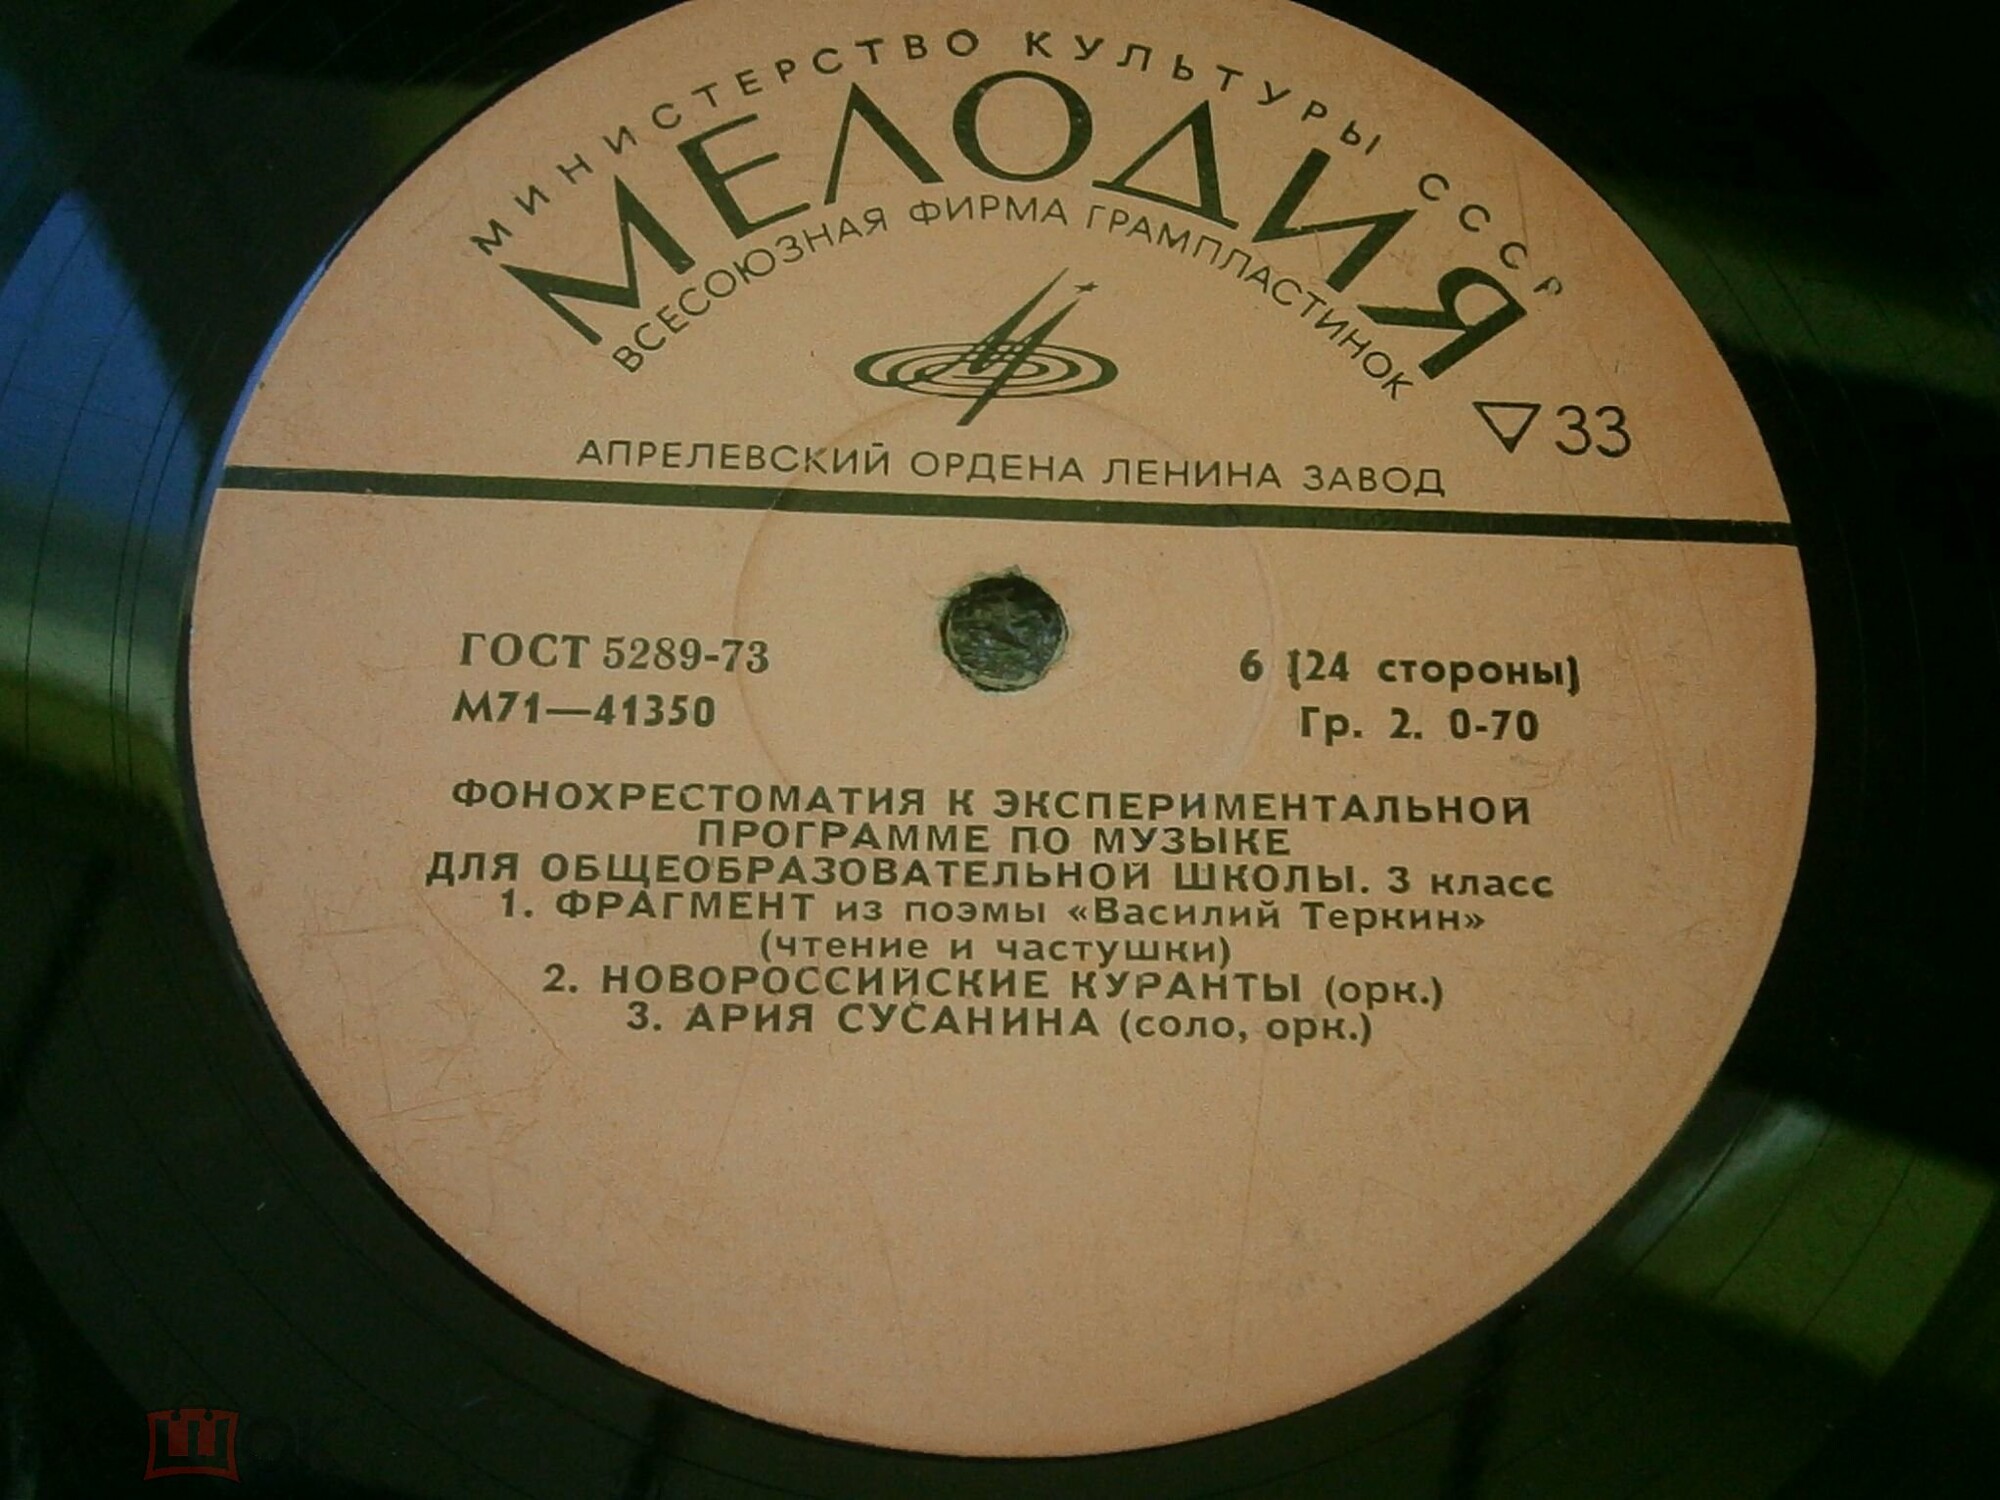 МИНИСТЕРСТВО КУЛЬТУРЫ СССР
МЕЛОДИЯ
ВСЕСОЮЗНАЯ ФИРМА ГРАМПЛАСТИНОК
33
АПРЕЛЕВСКИЙ ОРДЕНА ЛЕНИНА ЗАВОД
ГОСТ 5289-73
М71—41350
6 (24 стороны)
Гр. 2. 0-70
ФОНОХРЕСТОМАТИЯ К ЭКСПЕРИМЕНТАЛЬНОЙ
ПРОГРАММЕ ПО МУЗЫКЕ
ДЛЯ ОБЩЕОБРАЗОВАТЕЛЬНОЙ ШКОЛЫ. 3 класс
1. ФРАГМЕНТ из поэмы «Василий Теркин»
(чтение и частушки)
2. НОВОРОССИЙСКИЕ КУРАНТЫ (орк.)
3. АРИЯ СУСАНИНА (соло, орк.)